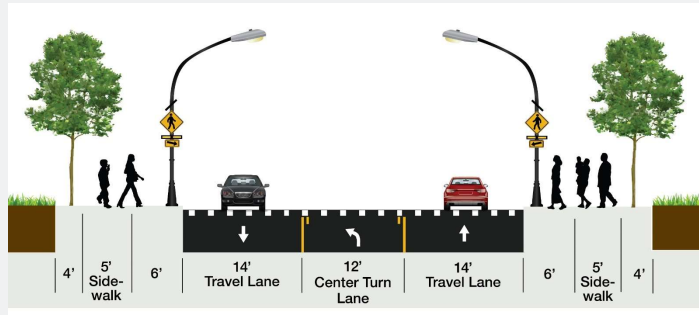 4’
5’
Side-
walk
6’
14’
Travel Lane
12’
Center Turn
Lane
14’
Travel Lane
6’
5’
Side-
walk
4’